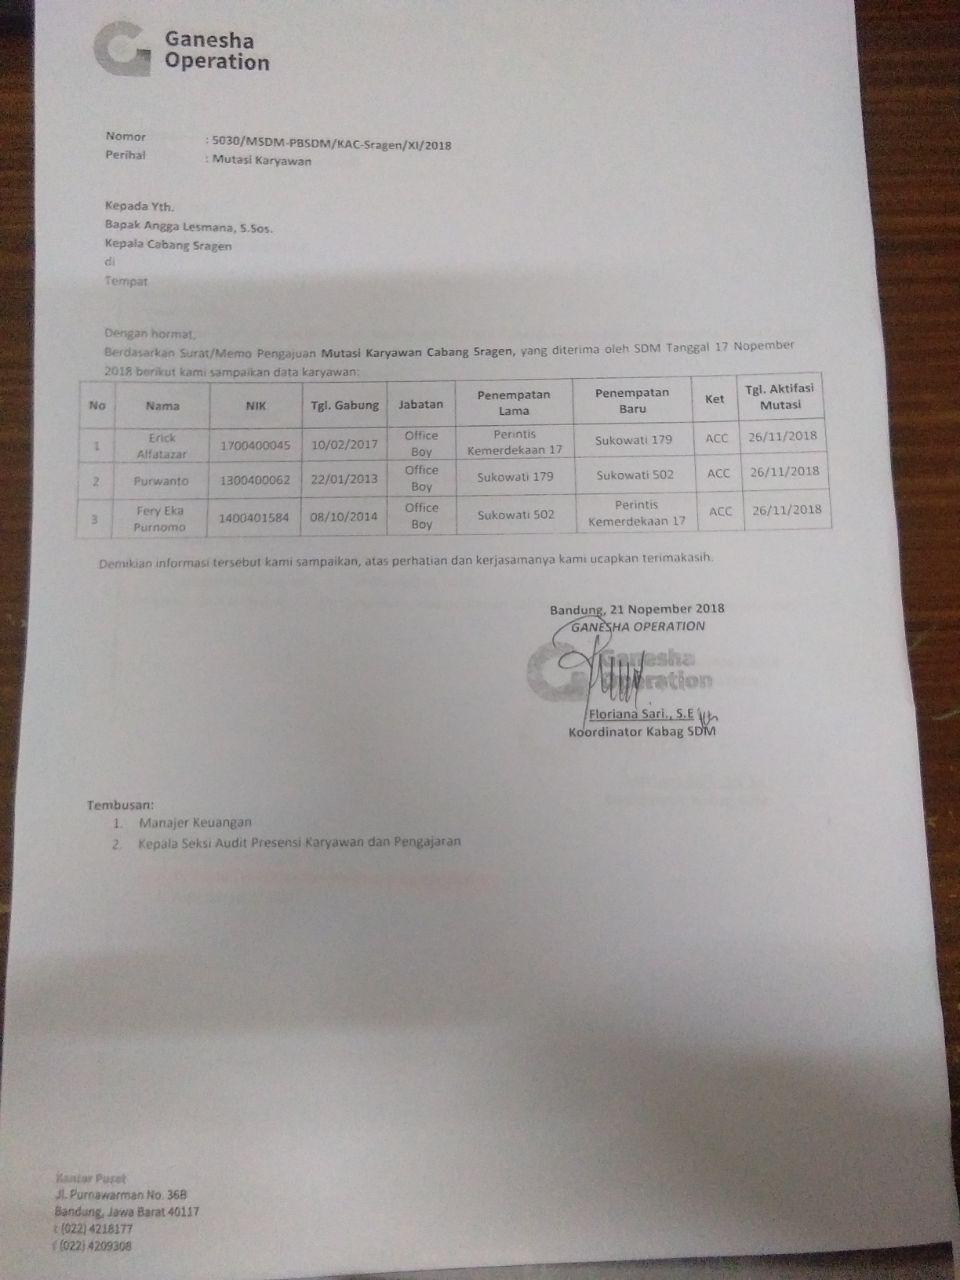 Ganesha
Operation
Nomor : 5030/MSDM-PBSDM/KAC-Sragen/XI/2018
Perihal : Mutasi Karyawan
Kepada Yth.
Bapak Angga Lesmana, S.Sos.
Kepala Cabang Sragen
di
Tempat
Dengan hormat,
Berdasarkan Surat/Memo Pengajuan Mutasi Karyawan Cabang Sragen, yang diterima oleh SDM Tanggal 17 Nopember
2018 berikut kami sampaikan data karyawan:
No Nama NIK Tgl. Gabung Jabatan Penempatan Lama Penempatan Baru Ket Tgl. Aktifasi Mutasi
1 Erick Alfatazar 1700400045 10/02/2017 Office Boy Perintis Kemerdekaan 17 Sukowati 179 ACC 26/11/2018
2 Purwanto 1300400062 22/01/2013 Office Boy Sukowati 179 Sukowati 502 ACC 26/11/2018
3 Fery Eka Purnomo 1400401584 08/10/2014 Office Boy Sukowati 502 Perintis Kemerdekaan 17 ACC 26/11/2018
Demikian informasi tersebut kami sampaikan, atas perhatian dan kerjasamanya kami ucapkan terimakasih.
Bandung, 21 Nopember 2018
GANESHA OPERATION
Ganesha
Operation
Floriana Sari., S.E
Koordinator Kabag SDM
Tembusan:
1. Manajer Keuangan
2. Kepala Seksi Audit Presensi Karyawan dan Pengajaran
Kantor Pusat
Jl. Purnawarman No. 36B
Bandung, Jawa Barat 40117
t (022) 4218177
f (022) 4209308